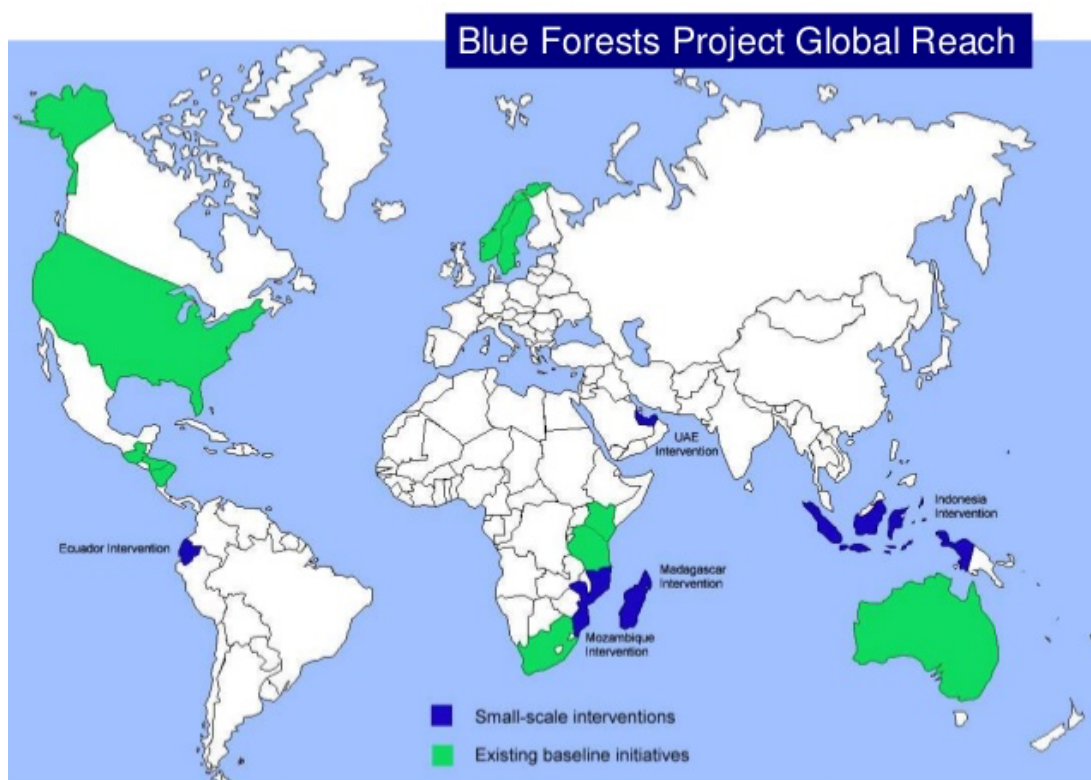 Blue Forests Project Global Reach
UAE
Intervention
Indonesia
Intervention
Ecuador Intervention
Madagascar
Intervention
Mozambique
Intervention
Small-scale interventions
Existing baseline initiatives